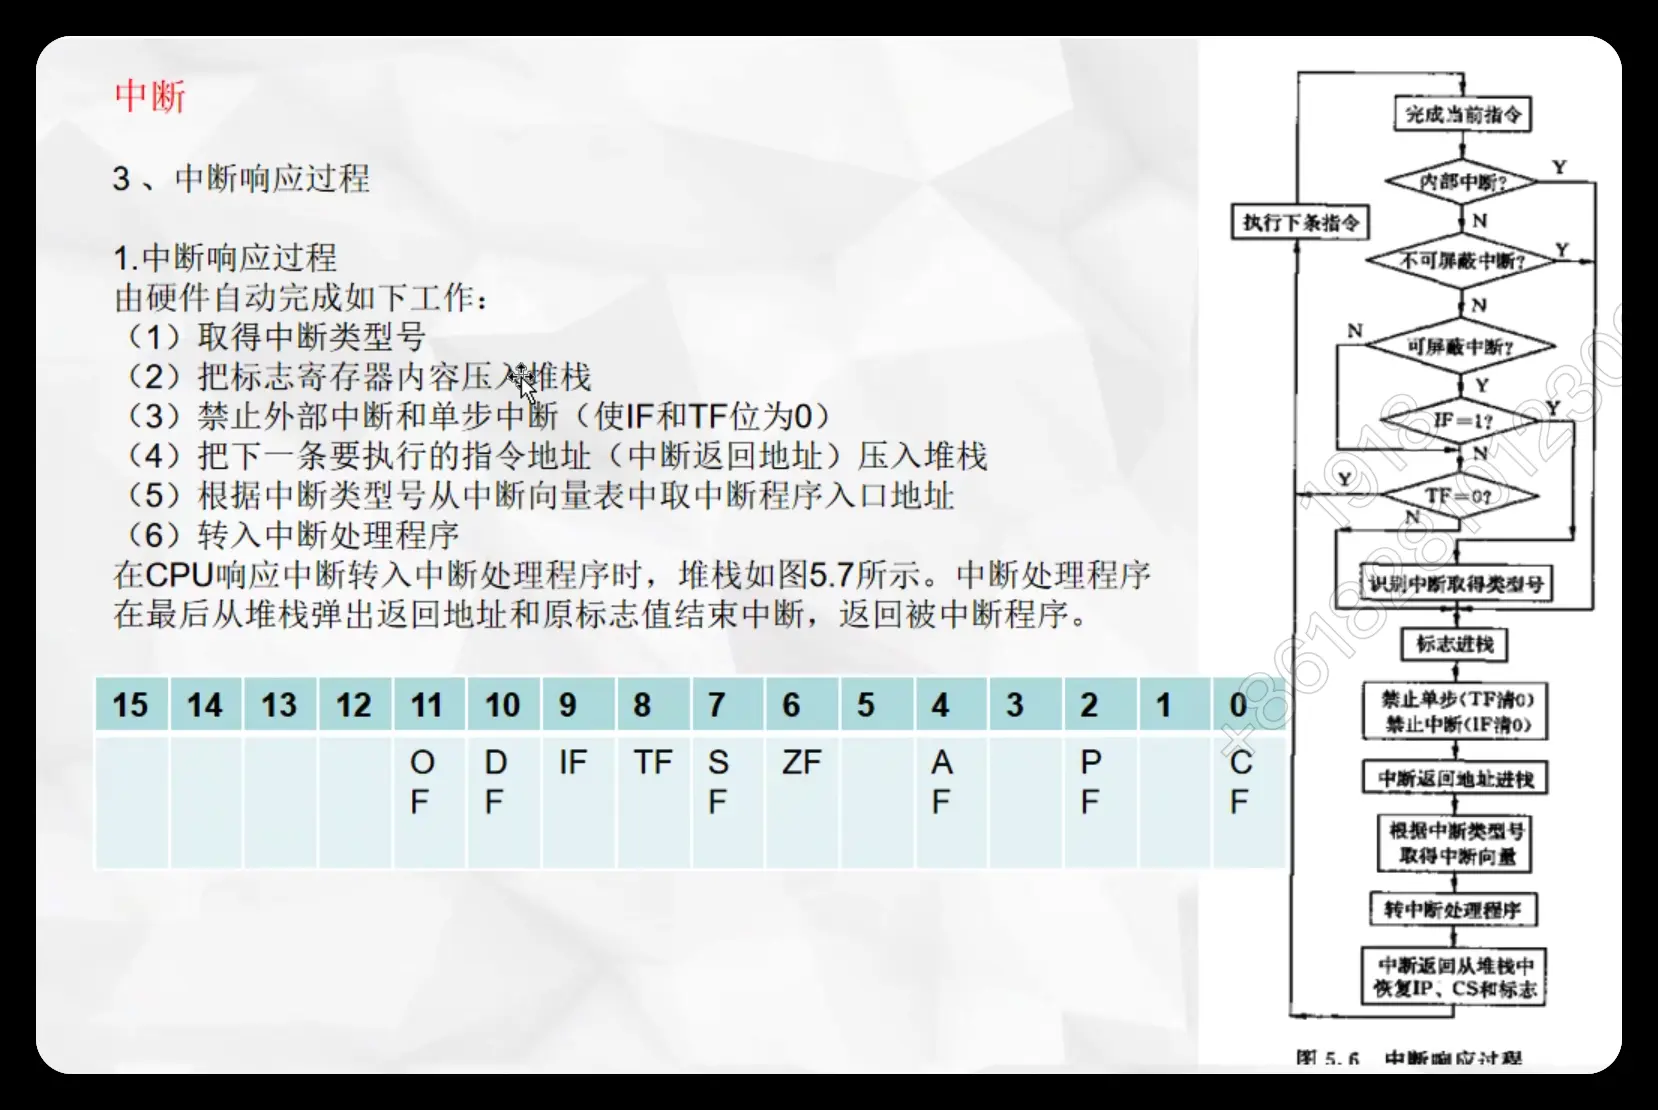 中断
3 、中断响应过程
1.中断响应过程
由硬件自动完成如下工作：
（1）取得中断类型号
（2）把标志寄存器内容压入堆栈
（3）禁止外部中断和单步中断（使IF和TF位为0）
（4）把下一条要执行的指令地址（中断返回地址）压入堆栈
（5）根据中断类型号从中断向量表中取中断程序入口地址
（6）转入中断处理程序
在CPU响应中断转入中断处理程序时，堆栈如图5.7所示。中断处理程序
在最后从堆栈弹出返回地址和原标志值结束中断，返回被中断程序。
15 14 13 12 11 10 9 8 7 6 5 4 3 2 1 0
OF DF IF TF SF ZF AF PF CF
完成当前指令
内部中断?
Y
N
执行下条指令
不可屏蔽中断?
Y
N
可屏蔽中断?
N
Y
IF=1?
Y
N
TF=0?
Y
N
识别中断取得类型号
标志进栈
禁止单步(TF清0)
禁止中断(IF清0)
中断返回地址进栈
根据中断类型号
取得中断向量
转中断处理程序
中断返回从堆栈中
恢复IP、CS和标志
图 5.6 中断响应过程
1918